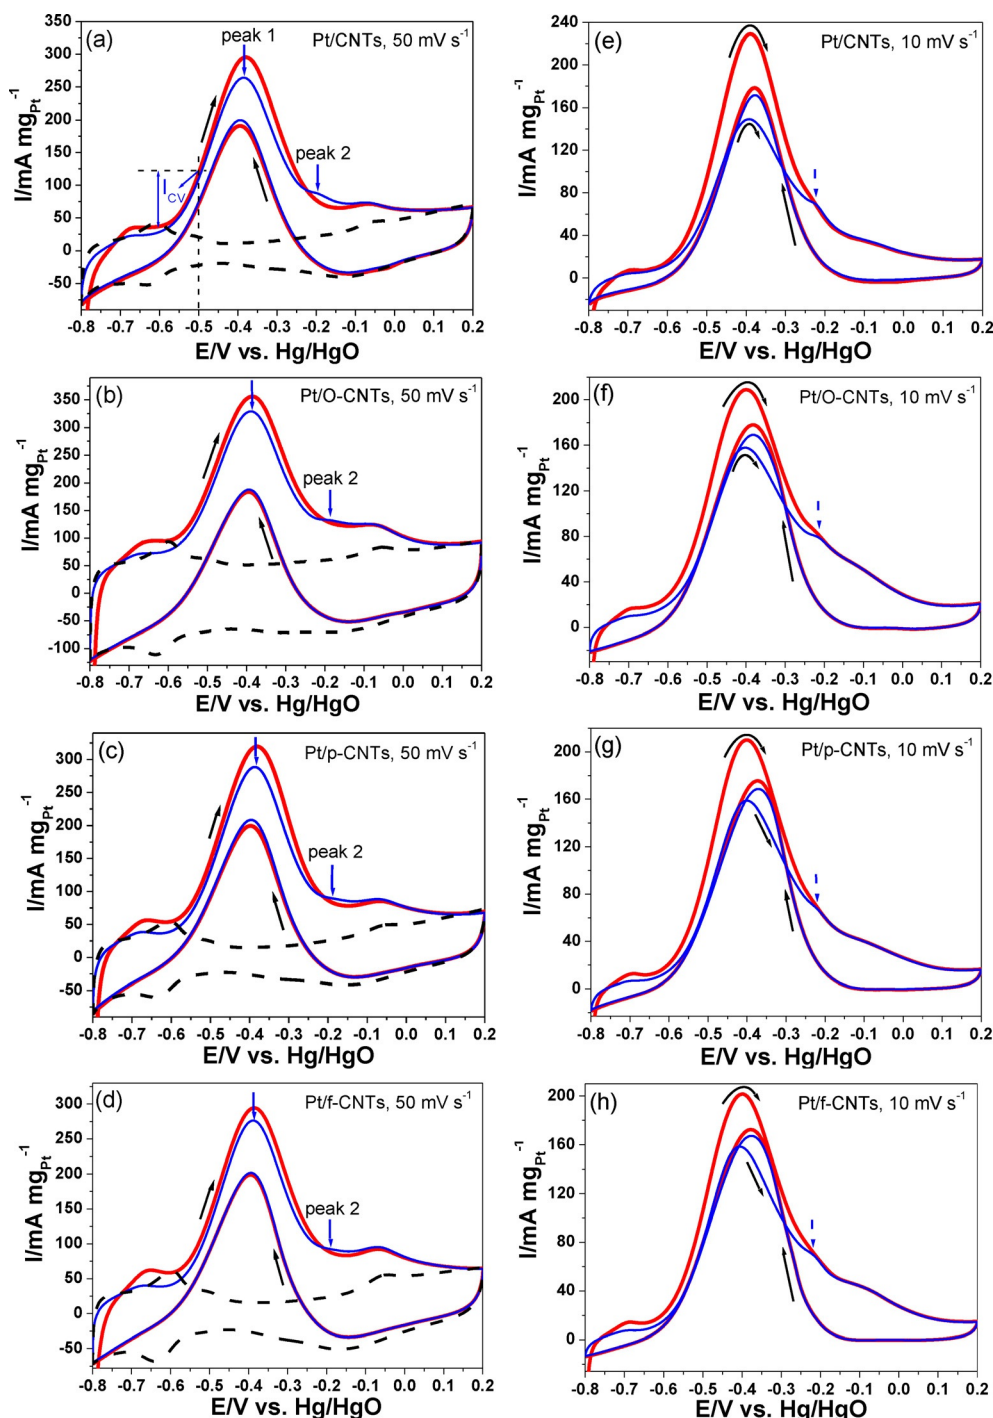 (a)
peak 1
Pt/CNTs, 50 mV s⁻¹
peak 2
I_CV
I/mA mg_Pt⁻¹
350
300
250
200
150
100
50
0
-50
-0.8 -0.7 -0.6 -0.5 -0.4 -0.3 -0.2 -0.1 0.0 0.1 0.2
E/V vs. Hg/HgO
(e)
Pt/CNTs, 10 mV s⁻¹
I/mA mg_Pt⁻¹
240
200
160
120
80
40
0
-0.8 -0.7 -0.6 -0.5 -0.4 -0.3 -0.2 -0.1 0.0 0.1 0.2
E/V vs. Hg/HgO
(b)
Pt/O-CNTs, 50 mV s⁻¹
peak 2
I/mA mg_Pt⁻¹
350
300
250
200
150
100
50
0
-50
-100
-0.8 -0.7 -0.6 -0.5 -0.4 -0.3 -0.2 -0.1 0.0 0.1 0.2
E/V vs. Hg/HgO
(f)
Pt/O-CNTs, 10 mV s⁻¹
I/mA mg_Pt⁻¹
200
160
120
80
40
0
-0.8 -0.7 -0.6 -0.5 -0.4 -0.3 -0.2 -0.1 0.0 0.1 0.2
E/V vs. Hg/HgO
(c)
Pt/p-CNTs, 50 mV s⁻¹
peak 2
I/mA mg_Pt⁻¹
300
250
200
150
100
50
0
-50
-0.8 -0.7 -0.6 -0.5 -0.4 -0.3 -0.2 -0.1 0.0 0.1 0.2
E/V vs. Hg/HgO
(g)
Pt/p-CNTs, 10 mV s⁻¹
I/mA mg_Pt⁻¹
200
160
120
80
40
0
-0.8 -0.7 -0.6 -0.5 -0.4 -0.3 -0.2 -0.1 0.0 0.1 0.2
E/V vs. Hg/HgO
(d)
Pt/f-CNTs, 50 mV s⁻¹
peak 2
I/mA mg_Pt⁻¹
300
250
200
150
100
50
0
-50
-0.8 -0.7 -0.6 -0.5 -0.4 -0.3 -0.2 -0.1 0.0 0.1 0.2
E/V vs. Hg/HgO
(h)
Pt/f-CNTs, 10 mV s⁻¹
I/mA mg_Pt⁻¹
200
160
120
80
40
0
-0.8 -0.7 -0.6 -0.5 -0.4 -0.3 -0.2 -0.1 0.0 0.1 0.2
E/V vs. Hg/HgO